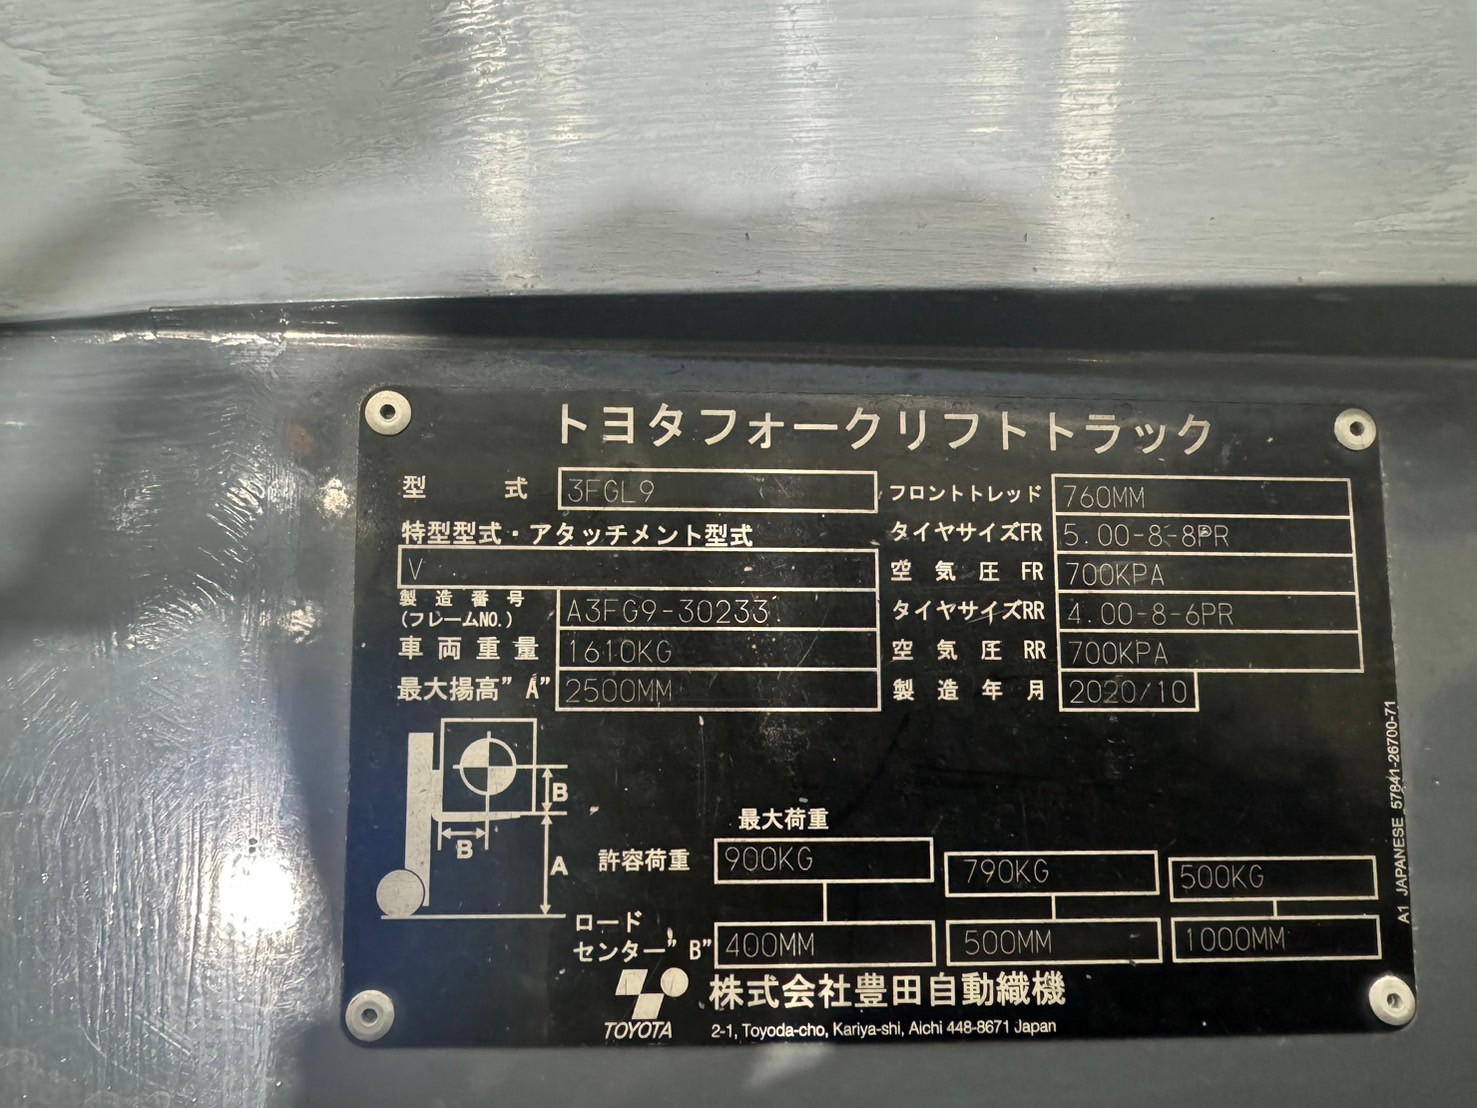 トヨタフォークリフトトラック
型 式 3FGL9 フロントトレッド 760MM
特型型式・アタッチメント型式 タイヤサイズFR 5.00-8-8PR
V 空気圧 FR 700KPA
製造番号
(フレームNO.) A3FG9-30233 タイヤサイズRR 4.00-8-6PR
車両重量 1610KG 空気圧 RR 700KPA
最大揚高"A" 2500MM 製造年月 2020/10
B
B
A
最大荷重
許容荷重 900KG 790KG 500KG
ロード
センター"B" 400MM 500MM 1000MM
株式会社豊田自動織機
TOYOTA 2-1, Toyoda-cho, Kariya-shi, Aichi 448-8671 Japan
A1 JAPANESE 57841-26700-71